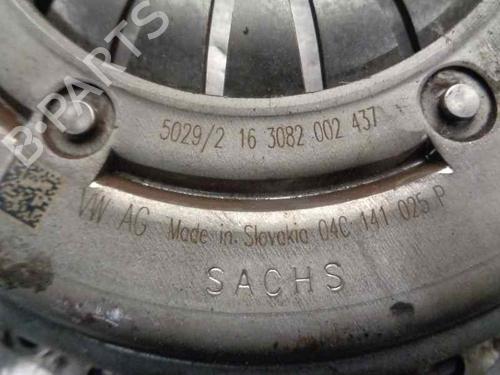 B-PARTS
5029/2 16 3082 002 437
VW AG Made in Slovakia 04C 141 025 P
SACHS